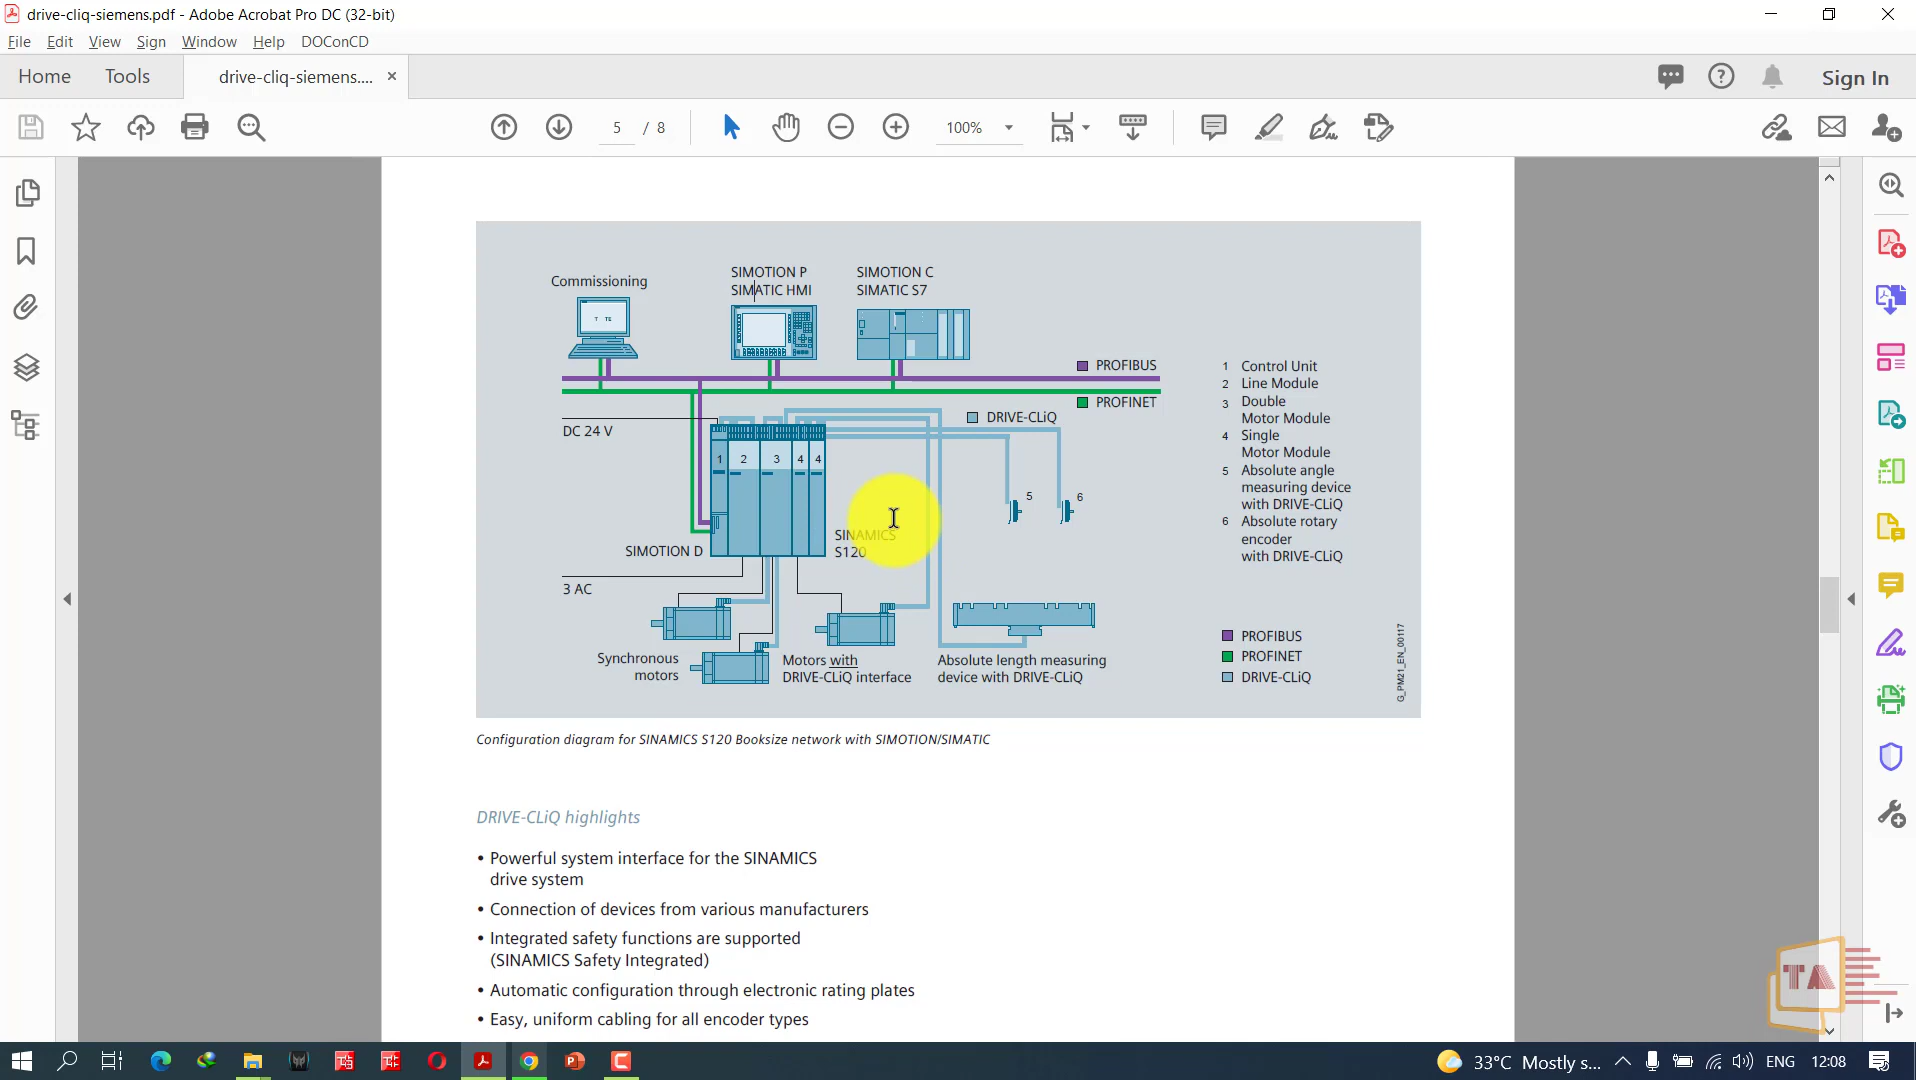 drive-cliq-siemens.pdf - Adobe Acrobat Pro DC (32-bit)
File Edit View Sign Window Help DOConCD
Home Tools drive-cliq-siemens.... × Sign In
5 / 8 100%
Commissioning
SIMOTION P
SIMATIC HMI
SIMOTION C
SIMATIC S7
PROFIBUS
PROFINET
DRIVE-CLiQ
DC 24 V
1 2 3 4 4
5 6
SIMOTION D
SINAMICS
S120
3 AC
Synchronous
motors
Motors with
DRIVE-CLiQ interface
Absolute length measuring
device with DRIVE-CLiQ
1 Control Unit
2 Line Module
3 Double
Motor Module
4 Single
Motor Module
5 Absolute angle
measuring device
with DRIVE-CLiQ
6 Absolute rotary
encoder
with DRIVE-CLiQ
PROFIBUS
PROFINET
DRIVE-CLiQ
G_PM21_EN_00117
Configuration diagram for SINAMICS S120 Booksize network with SIMOTION/SIMATIC
DRIVE-CLiQ highlights
• Powerful system interface for the SINAMICS
drive system
• Connection of devices from various manufacturers
• Integrated safety functions are supported
(SINAMICS Safety Integrated)
• Automatic configuration through electronic rating plates
• Easy, uniform cabling for all encoder types
TA
33°C Mostly s... ENG 12:08